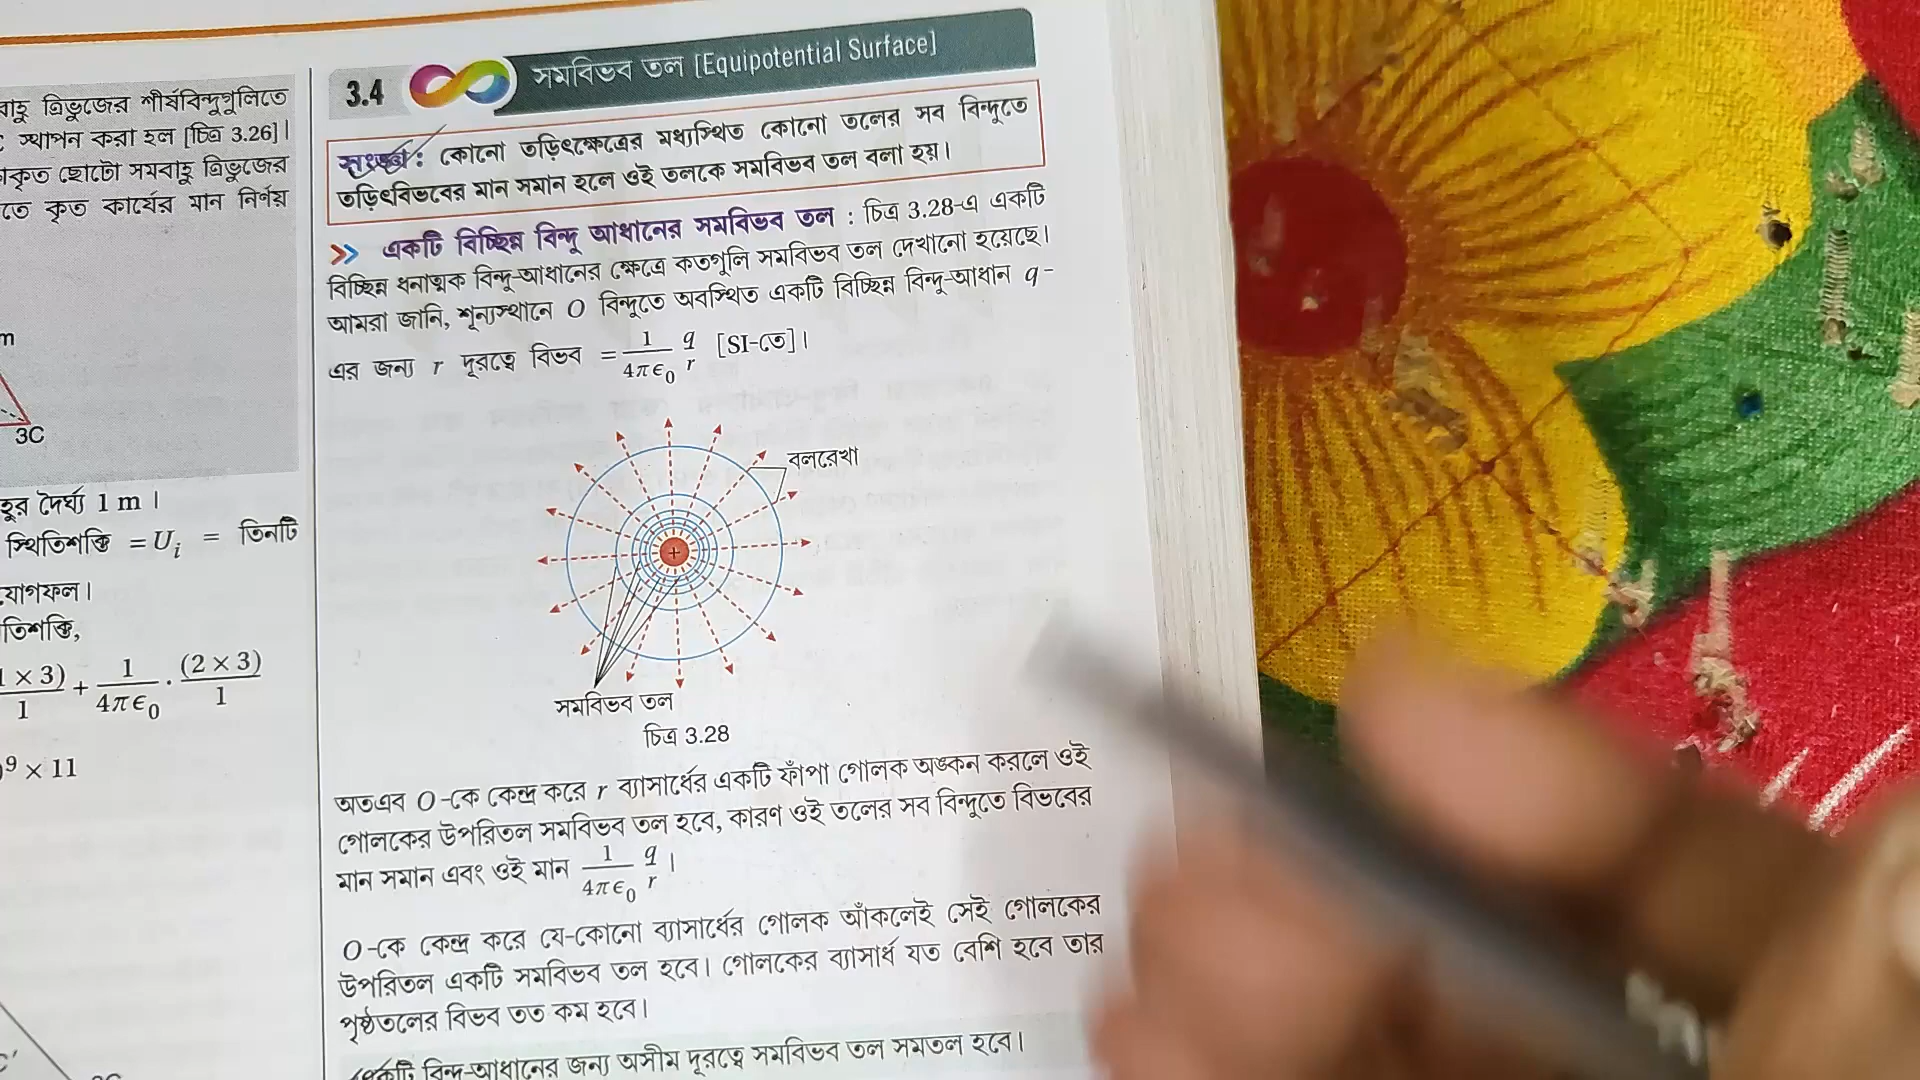 বাহু ত্রিভুজের শীর্ষবিন্দুগুলিতে
স্থাপন করা হল [চিত্র 3.26]।
কৃত ছোটো সমবাহু ত্রিভুজের
তে কৃত কার্যের মান নির্ণয়
m
3C
দৈর্ঘ্য 1 m ।
স্থিতিশক্তি = U_i = তিনটি
যোগফল।
তিশক্তি,
1 × 3)/1 + 1/4πϵ₀ · (2 × 3)/1
⁹ × 11
C′
3.4 সমবিভব তল [Equipotential Surface]
সংজ্ঞা : কোনো তড়িৎক্ষেত্রের মধ্যস্থিত কোনো তলের সব বিন্দুতে
তড়িৎবিভবের মান সমান হলে ওই তলকে সমবিভব তল বলা হয়।
>> একটি বিচ্ছিন্ন বিন্দু আধানের সমবিভব তল : চিত্র 3.28-এ একটি
বিচ্ছিন্ন ধনাত্মক বিন্দু-আধানের ক্ষেত্রে কতগুলি সমবিভব তল দেখানো হয়েছে।
আমরা জানি, শূন্যস্থানে O বিন্দুতে অবস্থিত একটি বিচ্ছিন্ন বিন্দু-আধান q-
এর জন্য r দূরত্বে বিভব = 1/4πϵ₀ q/r [SI-তে]।
বলরেখা
+
সমবিভব তল
চিত্র 3.28
অতএব O-কে কেন্দ্র করে r ব্যাসার্ধের একটি ফাঁপা গোলক অঙ্কন করলে ওই
গোলকের উপরিতল সমবিভব তল হবে, কারণ ওই তলের সব বিন্দুতে বিভবের
মান সমান এবং ওই মান 1/4πϵ₀ q/r ।
O-কে কেন্দ্র করে যে-কোনো ব্যাসার্ধের গোলক আঁকলেই সেই গোলকের
উপরিতল একটি সমবিভব তল হবে। গোলকের ব্যাসার্ধ যত বেশি হবে তার
পৃষ্ঠতলের বিভব তত কম হবে।
একটি বিন্দু-আধানের জন্য অসীম দূরত্বে সমবিভব তল সমতল হবে।